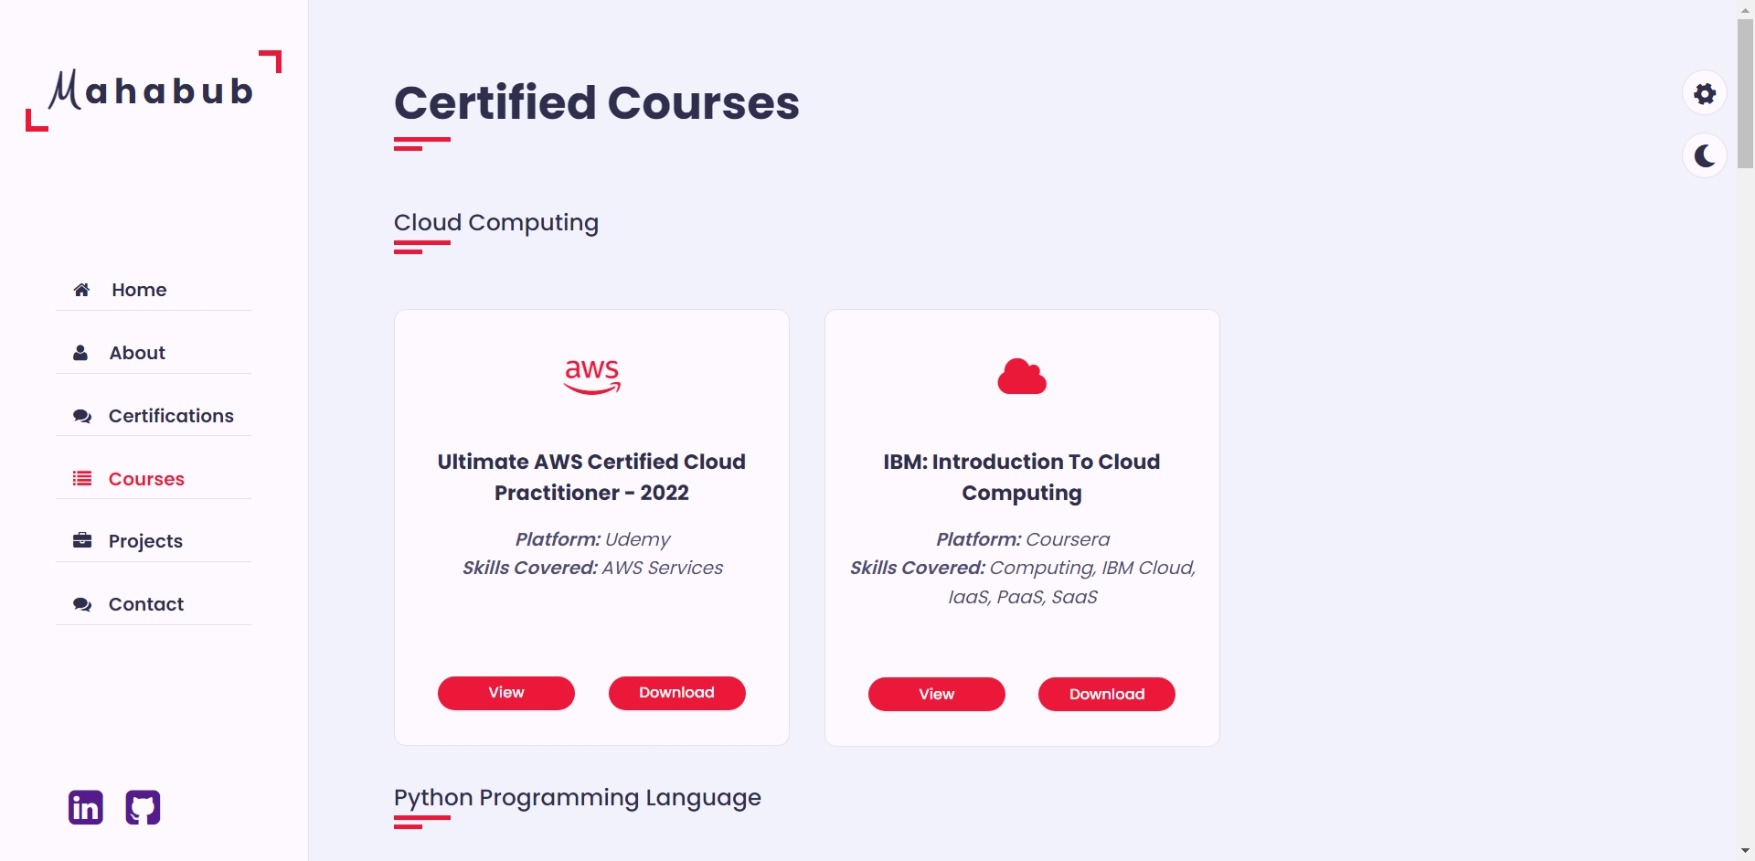 Mahabub
Home
About
Certifications
Courses
Projects
Contact
in
Certified Courses
Cloud Computing
aws
Ultimate AWS Certified Cloud
Practitioner - 2022
Platform: Udemy
Skills Covered: AWS Services
View
Download
IBM: Introduction To Cloud
Computing
Platform: Coursera
Skills Covered: Computing, IBM Cloud,
IaaS, PaaS, SaaS
View
Download
Python Programming Language